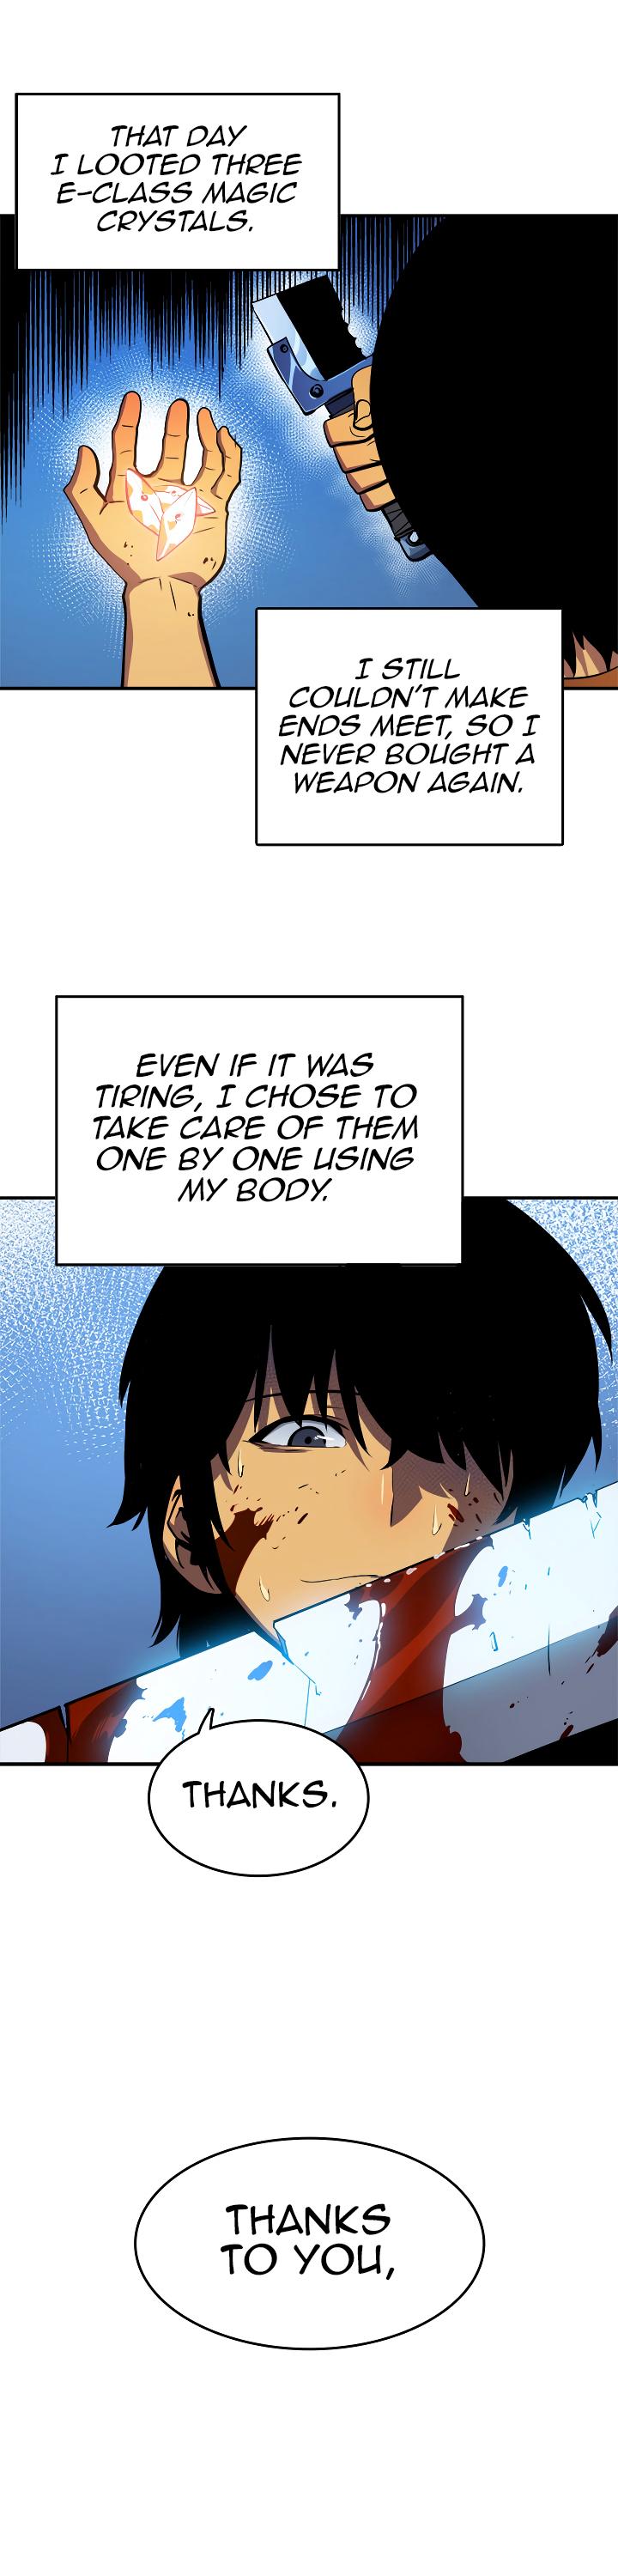 THAT DAY
I LOOTED THREE
E-CLASS MAGIC
CRYSTALS.
I STILL
COULDN'T MAKE
ENDS MEET, SO I
NEVER BOUGHT A
WEAPON AGAIN.
EVEN IF IT WAS
TIRING, I CHOSE TO
TAKE CARE OF THEM
ONE BY ONE USING
MY BODY.
THANKS.
THANKS
TO YOU,